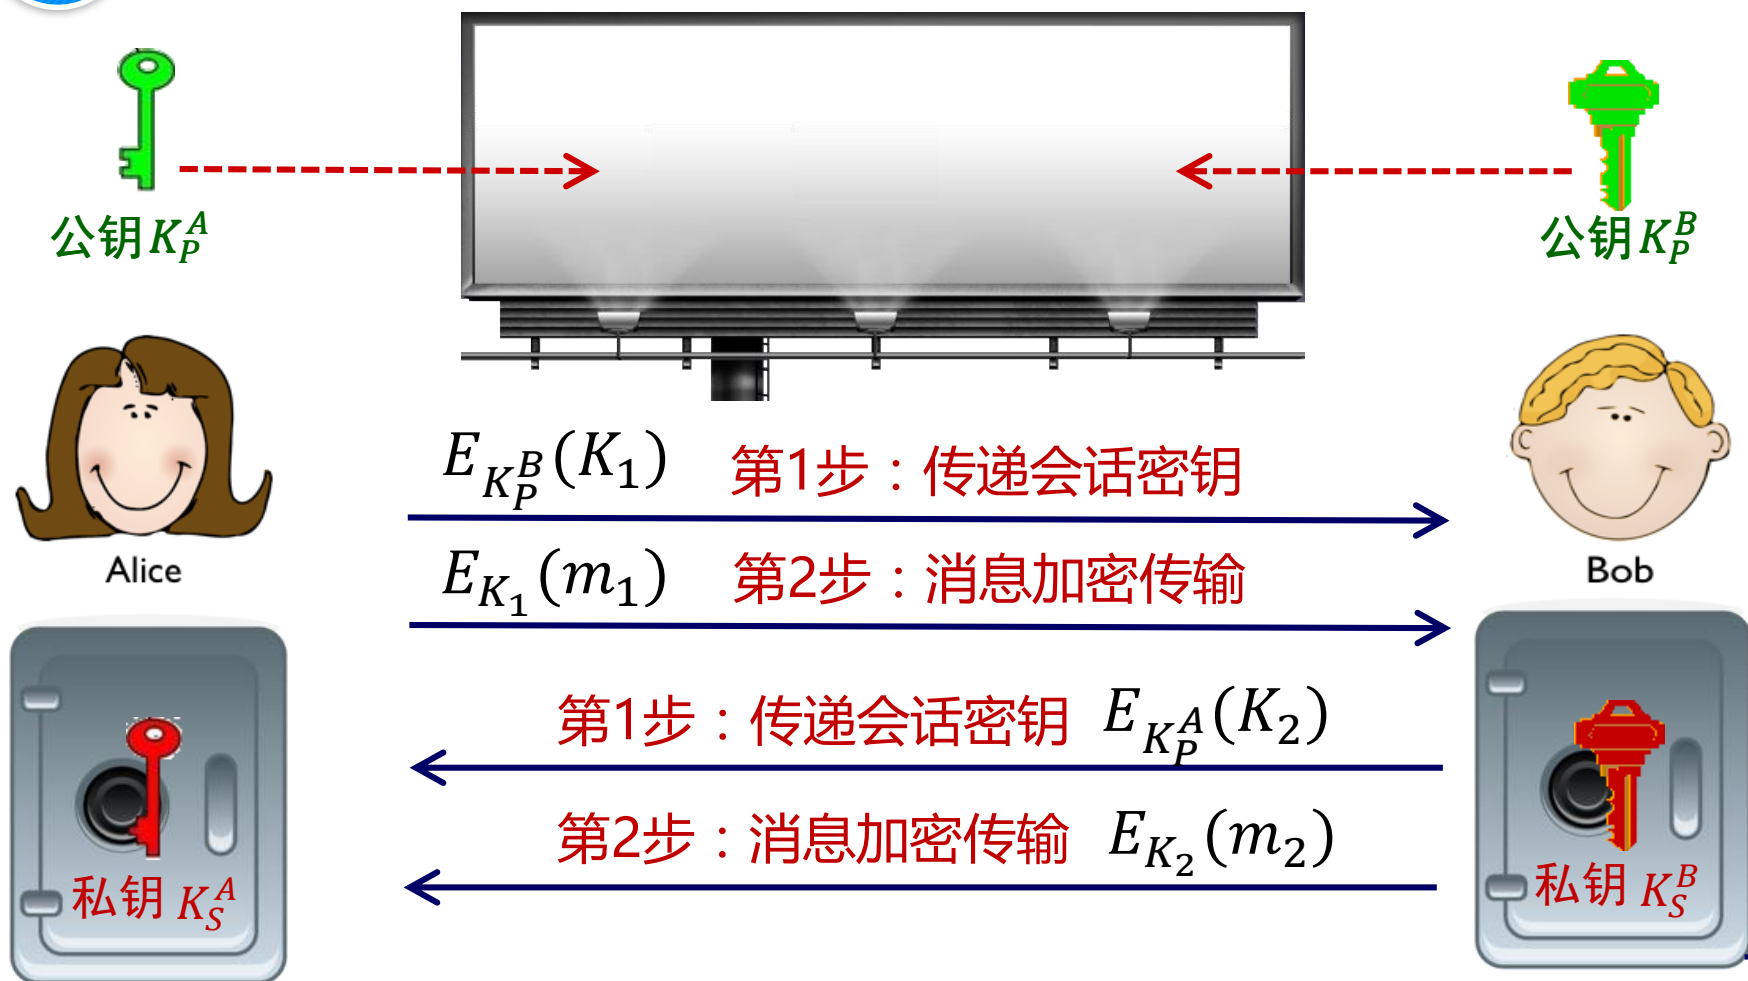 公钥 K_P^A
公钥 K_P^B
E_{K_P^B}(K_1) 第1步：传递会话密钥
Alice
Bob
E_{K_1}(m_1) 第2步：消息加密传输
第1步：传递会话密钥 E_{K_P^A}(K_2)
第2步：消息加密传输 E_{K_2}(m_2)
私钥 K_S^A
私钥 K_S^B